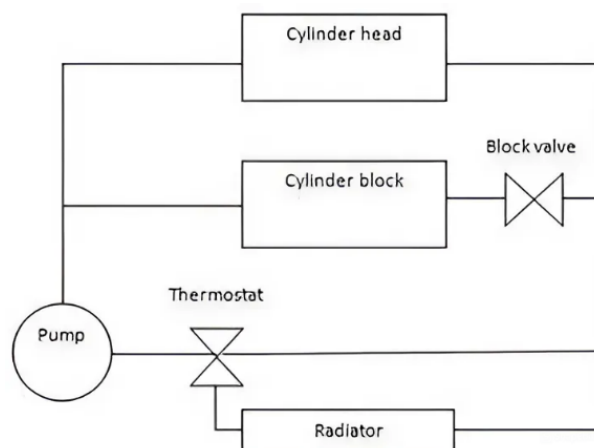 Cylinder head
Block valve
Cylinder block
Thermostat
Pump
Radiator